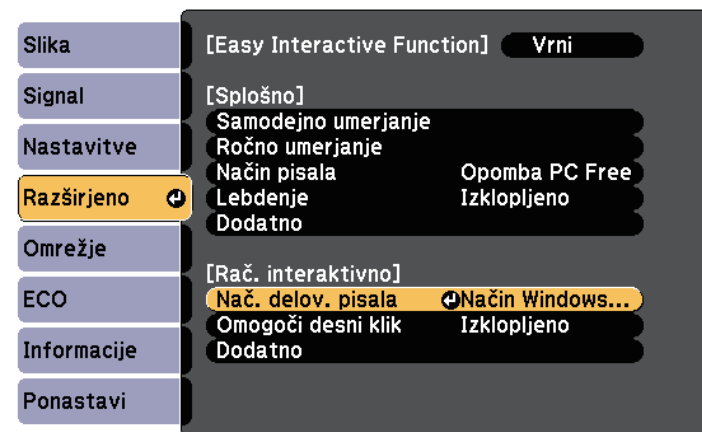 Slika
Signal
Nastavitve
Razširjeno
Omrežje
ECO
Informacije
Ponastavi
[Easy Interactive Function] Vrni
[Splošno]
Samodejno umerjanje
Ročno umerjanje
Način pisala Opomba PC Free
Lebdenje Izklopljeno
Dodatno
[Rač. interaktivno]
Nač. delov. pisala Način Windows...
Omogoči desni klik Izklopljeno
Dodatno